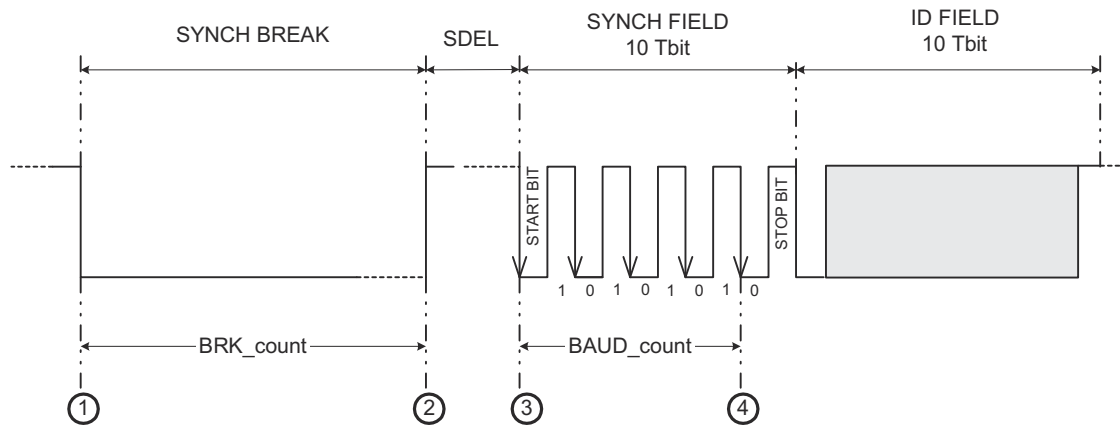 SYNCH BREAK
SDEL
SYNCH FIELD
10 Tbit
ID FIELD
10 Tbit
START BIT
STOP BIT
1 0 1 0 1 0 1 0
BRK_count
BAUD_count
1
2
3
4